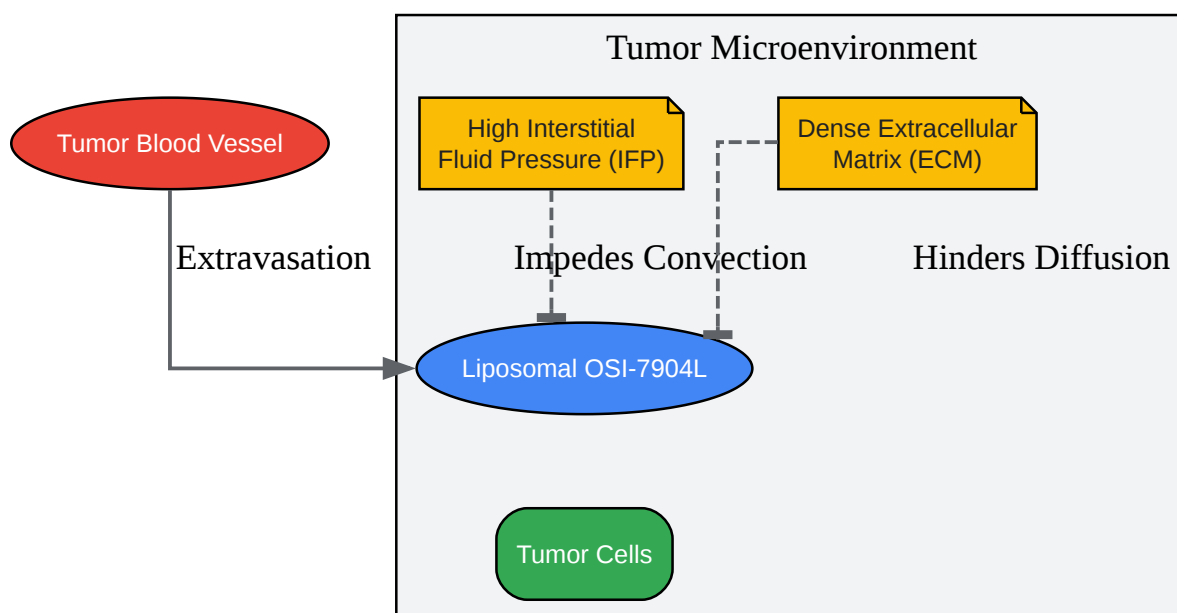 Tumor Microenvironment
Tumor Blood Vessel
High Interstitial
Fluid Pressure (IFP)
Dense Extracellular
Matrix (ECM)
Extravasation
Impedes Convection
Hinders Diffusion
Liposomal OSI-7904L
Tumor Cells